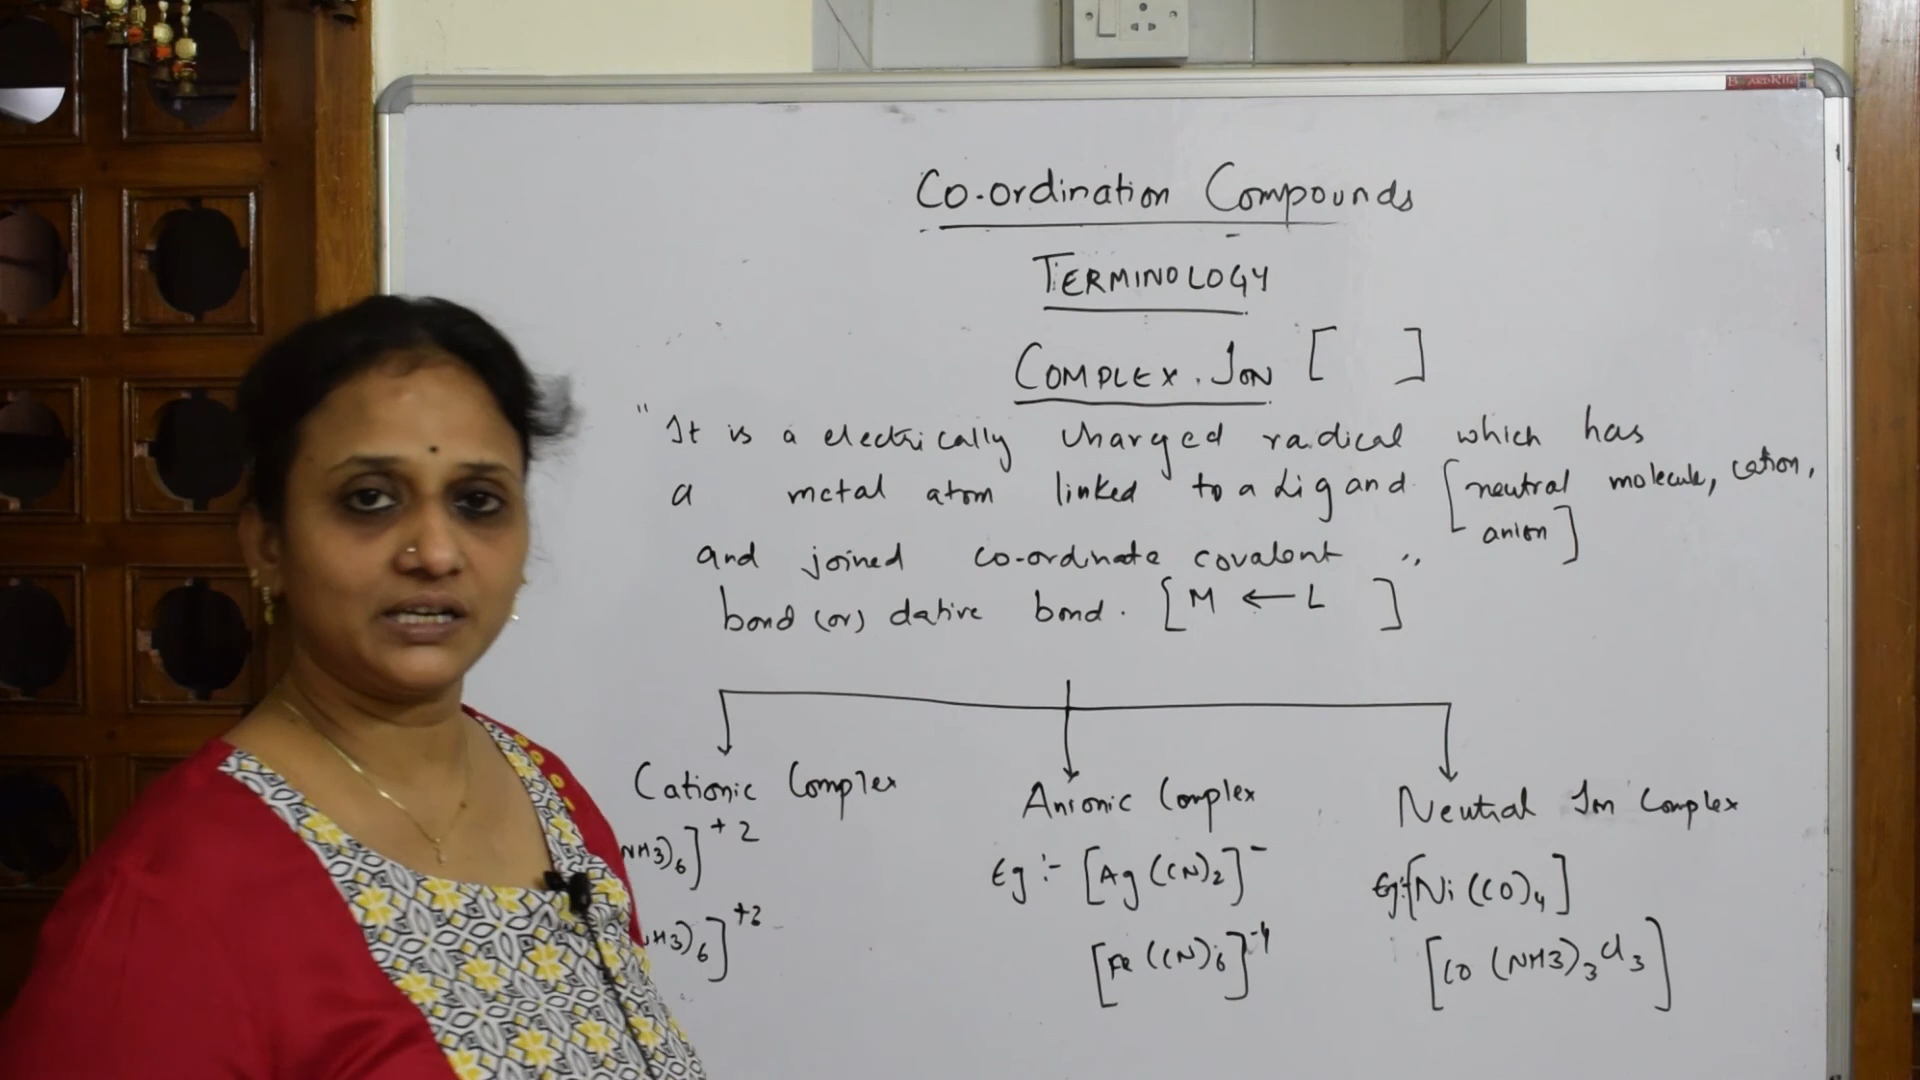 Co-ordination Compounds
TERMINOLOGY
COMPLEX. ION [ ]
"It is a electrically charged radical which has
a metal atom linked to a Ligand [neutral molecule, cation,
anion]
and joined co-ordinate covalent "
bond (or) dative bond. [M ← L ]
Cationic Complex
NH3)6]+2
H3)6]
Anionic Complex
Eg :- [Ag (CN)2]-
[Fe (CN)6]-4
Neutral Ion Complex
Eg:[Ni (CO)4]
[Co (NH3)3 Cl3]